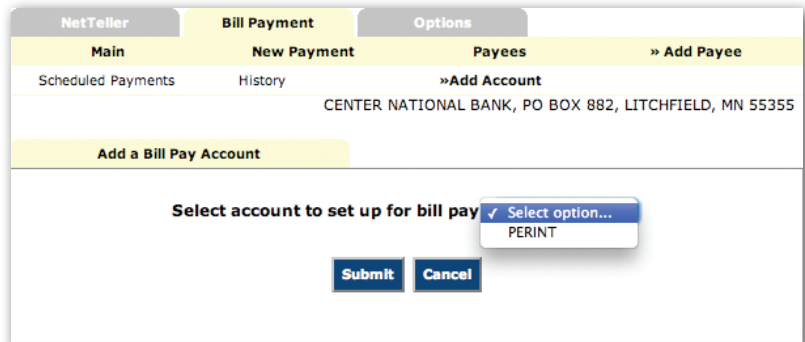 NetTeller Bill Payment Options
Main New Payment Payees » Add Payee
Scheduled Payments History »Add Account
CENTER NATIONAL BANK, PO BOX 882, LITCHFIELD, MN 55355
Add a Bill Pay Account
Select account to set up for bill pay ✓ Select option...
PERINT
Submit Cancel